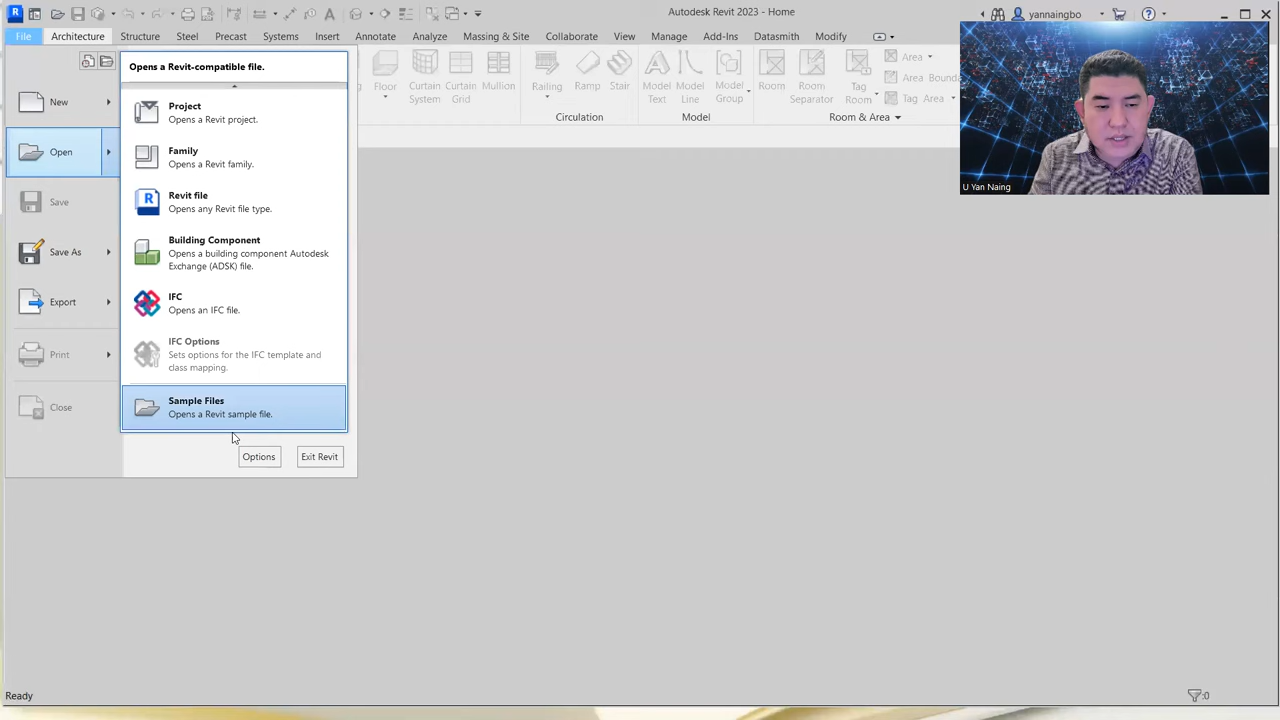 Autodesk Revit 2023 - Home
yannaingbo
File
Architecture
Structure
Steel
Precast
Systems
Insert
Annotate
Analyze
Massing & Site
Collaborate
View
Manage
Add-Ins
Datasmith
Modify
Floor
Curtain System
Curtain Grid
Mullion
Railing
Ramp
Stair
Model Text
Model Line
Model Group
Room
Room Separator
Tag Room
Area
Area Bounda
Tag Area
Circulation
Model
Room & Area
New
Open
Save
Save As
Export
Print
Close
Opens a Revit-compatible file.
Project
Opens a Revit project.
Family
Opens a Revit family.
Revit file
Opens any Revit file type.
Building Component
Opens a building component Autodesk
Exchange (ADSK) file.
IFC
Opens an IFC file.
IFC Options
Sets options for the IFC template and
class mapping.
Sample Files
Opens a Revit sample file.
Options
Exit Revit
U Yan Naing
Ready
:0